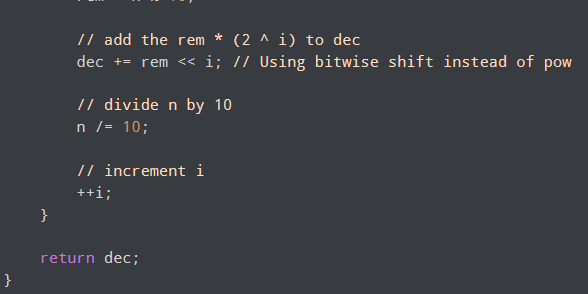 // add the rem * (2 ^ i) to dec
dec += rem << i; // Using bitwise shift instead of pow
// divide n by 10
n /= 10;
// increment i
++i;
}
return dec;
}